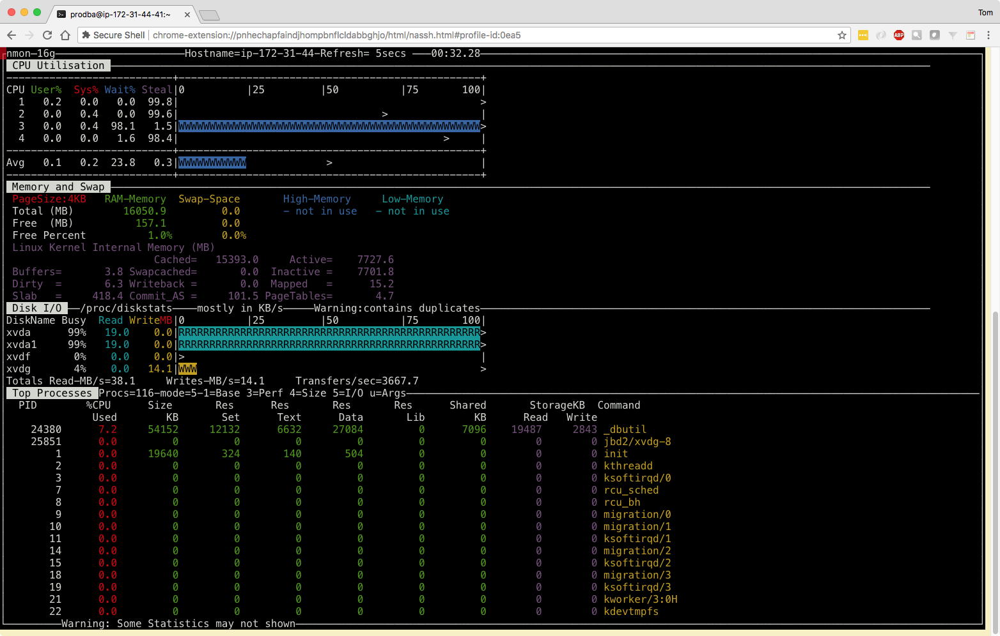 prodba@ip-172-31-44-41:~
Tom
Secure Shell chrome-extension://pnhechapfaindjhompbnflcldabbghjo/html/nassh.html#profile-id:0ea5
ABP
nmon-16g Hostname=ip-172-31-44 Refresh= 5secs 00:32.28
CPU Utilisation
CPU User% Sys% Wait% Steal|0 |25 |50 |75 100|
1 0.2 0.0 0.0 99.8| >
2 0.0 0.4 0.0 99.6| > |
3 0.0 0.4 98.1 1.5|WWWWWWWWWWWWWWWWWWWWWWWWWWWWWWWWWWWWWWWWWWWWWWWWW>
4 0.0 0.0 1.6 98.4| > |
Avg 0.1 0.2 23.8 0.3|WWWWWWWWWWW > |
Memory and Swap
PageSize:4KB RAM-Memory Swap-Space High-Memory Low-Memory
Total (MB) 16050.9 0.0 - not in use - not in use
Free (MB) 157.1 0.0
Free Percent 1.0% 0.0%
Linux Kernel Internal Memory (MB)
Cached= 15393.0 Active= 7727.6
Buffers= 3.8 Swapcached= 0.0 Inactive = 7701.8
Dirty = 6.3 Writeback = 0.0 Mapped = 15.2
Slab = 418.4 Commit_AS = 101.5 PageTables= 4.7
Disk I/O /proc/diskstats mostly in KB/s Warning:contains duplicates
DiskName Busy Read WriteMB|0 |25 |50 |75 100|
xvda 99% 19.0 0.0|RRRRRRRRRRRRRRRRRRRRRRRRRRRRRRRRRRRRRRRRRRRRRRRRR>
xvda1 99% 19.0 0.0|RRRRRRRRRRRRRRRRRRRRRRRRRRRRRRRRRRRRRRRRRRRRRRRRR>
xvdf 0% 0.0 0.0|> |
xvdg 4% 0.0 14.1|WWW >
Totals Read-MB/s=38.1 Writes-MB/s=14.1 Transfers/sec=3667.7
Top Processes Procs=116-mode=5-1=Base 3=Perf 4=Size 5=I/O u=Args
PID %CPU Size Res Res Res Res Shared StorageKB Command
Used KB Set Text Data Lib KB Read Write
24380 7.2 54152 12132 6632 27084 0 7096 19487 2843 _dbutil
25851 0.0 0 0 0 0 0 0 0 0 jbd2/xvdg-8
1 0.0 19640 324 140 504 0 0 0 0 init
2 0.0 0 0 0 0 0 0 0 0 kthreadd
3 0.0 0 0 0 0 0 0 0 0 ksoftirqd/0
7 0.0 0 0 0 0 0 0 0 0 rcu_sched
8 0.0 0 0 0 0 0 0 0 0 rcu_bh
9 0.0 0 0 0 0 0 0 0 0 migration/0
10 0.0 0 0 0 0 0 0 0 0 migration/1
11 0.0 0 0 0 0 0 0 0 0 ksoftirqd/1
14 0.0 0 0 0 0 0 0 0 0 migration/2
15 0.0 0 0 0 0 0 0 0 0 ksoftirqd/2
18 0.0 0 0 0 0 0 0 0 0 migration/3
19 0.0 0 0 0 0 0 0 0 0 ksoftirqd/3
21 0.0 0 0 0 0 0 0 0 0 kworker/3:0H
22 0.0 0 0 0 0 0 0 0 0 kdevtmpfs
Warning: Some Statistics may not shown